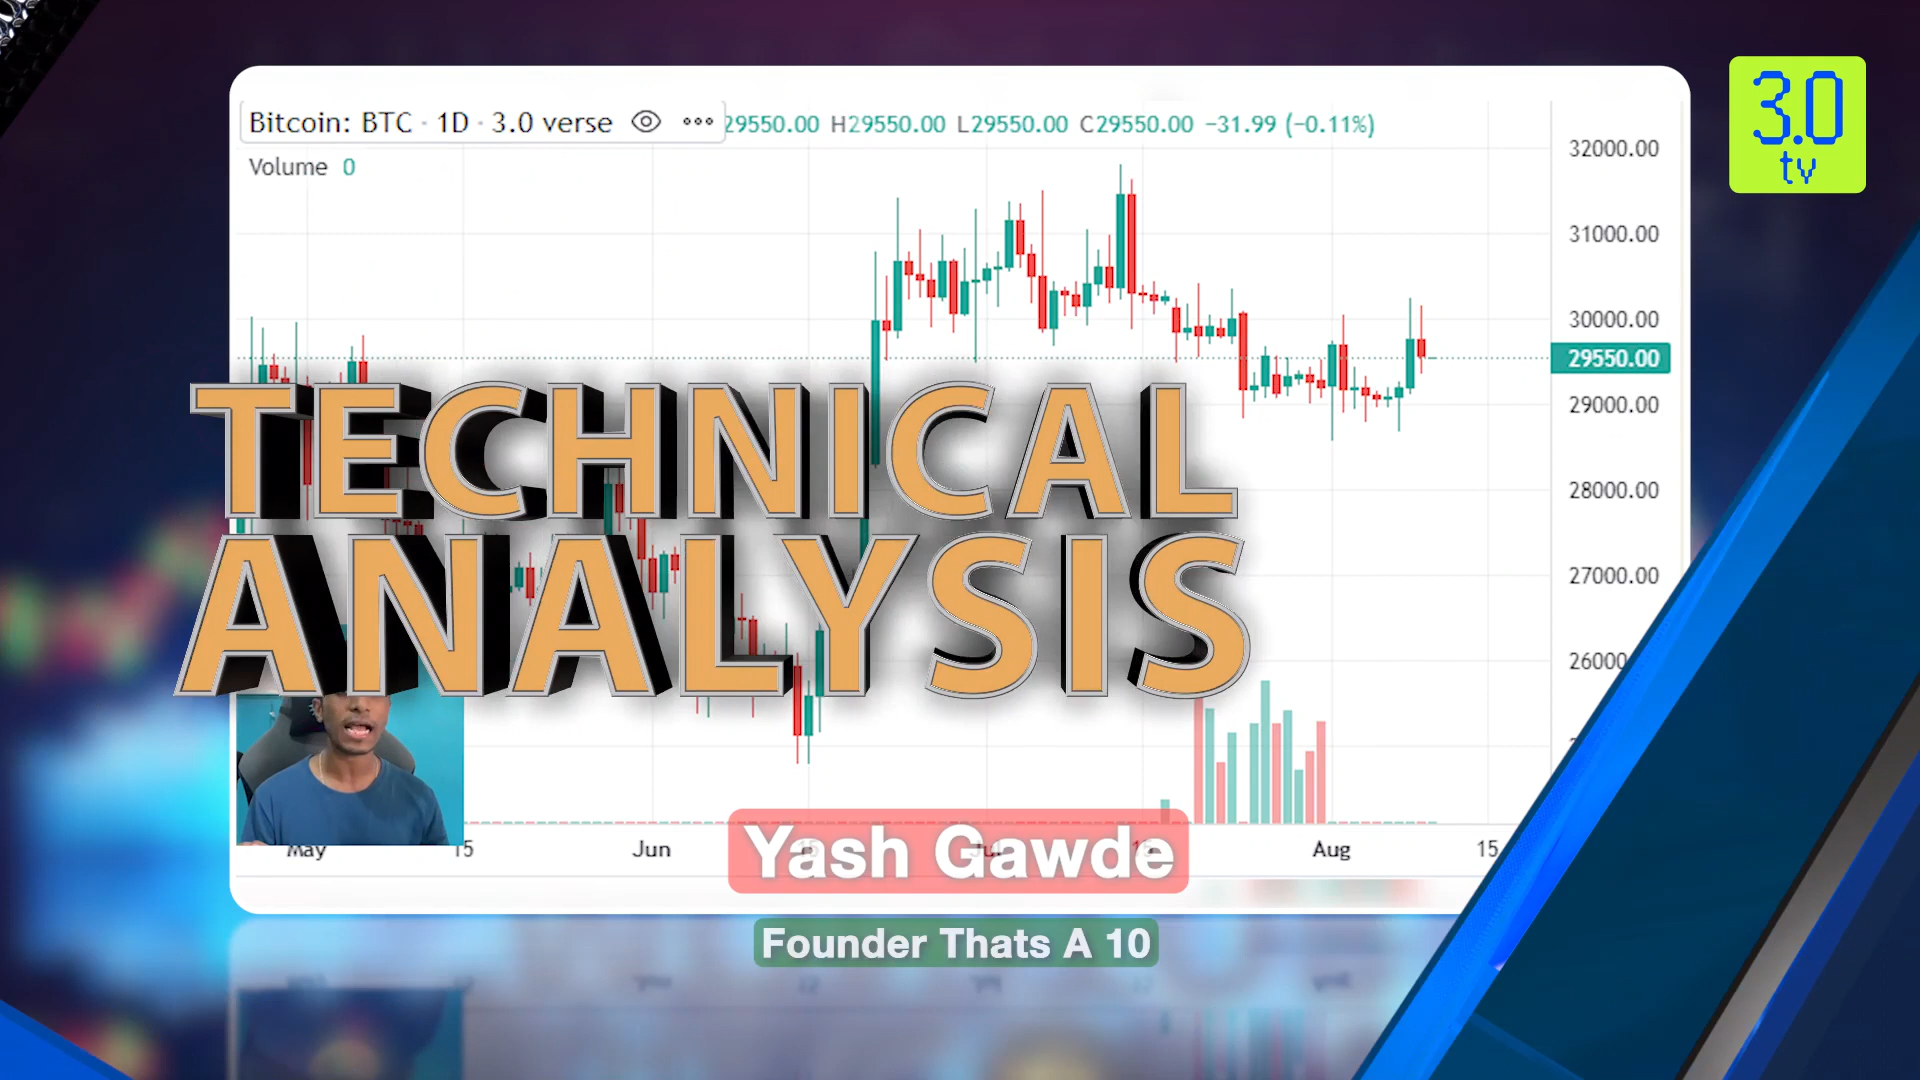 Bitcoin: BTC · 1D · 3.0 verse ••• 29550.00 H29550.00 L29550.00 C29550.00 −31.99 (−0.11%)
Volume 0
3.0
tv
32000.00
31000.00
30000.00
29550.00
29000.00
28000.00
27000.00
26000
TECHNICAL
ANALYSIS
May 15 Jun Aug 15
Yash Gawde
Founder Thats A 10